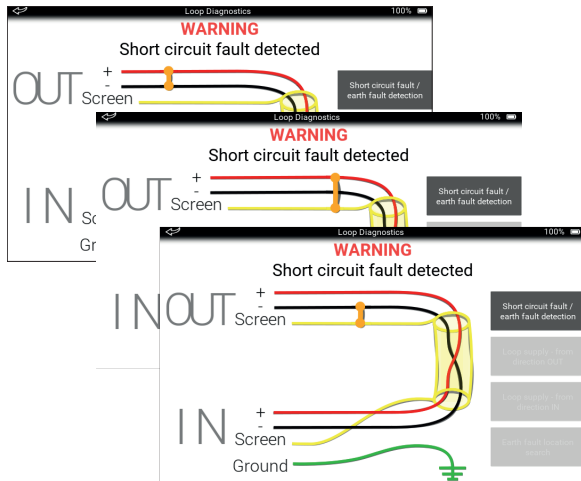 Loop Diagnostics 100%
WARNING
Short circuit fault detected
OUT
+
-
Screen
Short circuit fault /
earth fault detection
IN
Loop Diagnostics 100%
WARNING
Short circuit fault detected
OUT
+
-
Screen
Short circuit fault /
earth fault detection
IN
Loop Diagnostics 100%
WARNING
Short circuit fault detected
OUT
+
-
Screen
Short circuit fault /
earth fault detection
Loop supply - from
direction OUT
Loop supply - from
direction IN
Earth fault location
search
IN
+
-
Screen
Ground